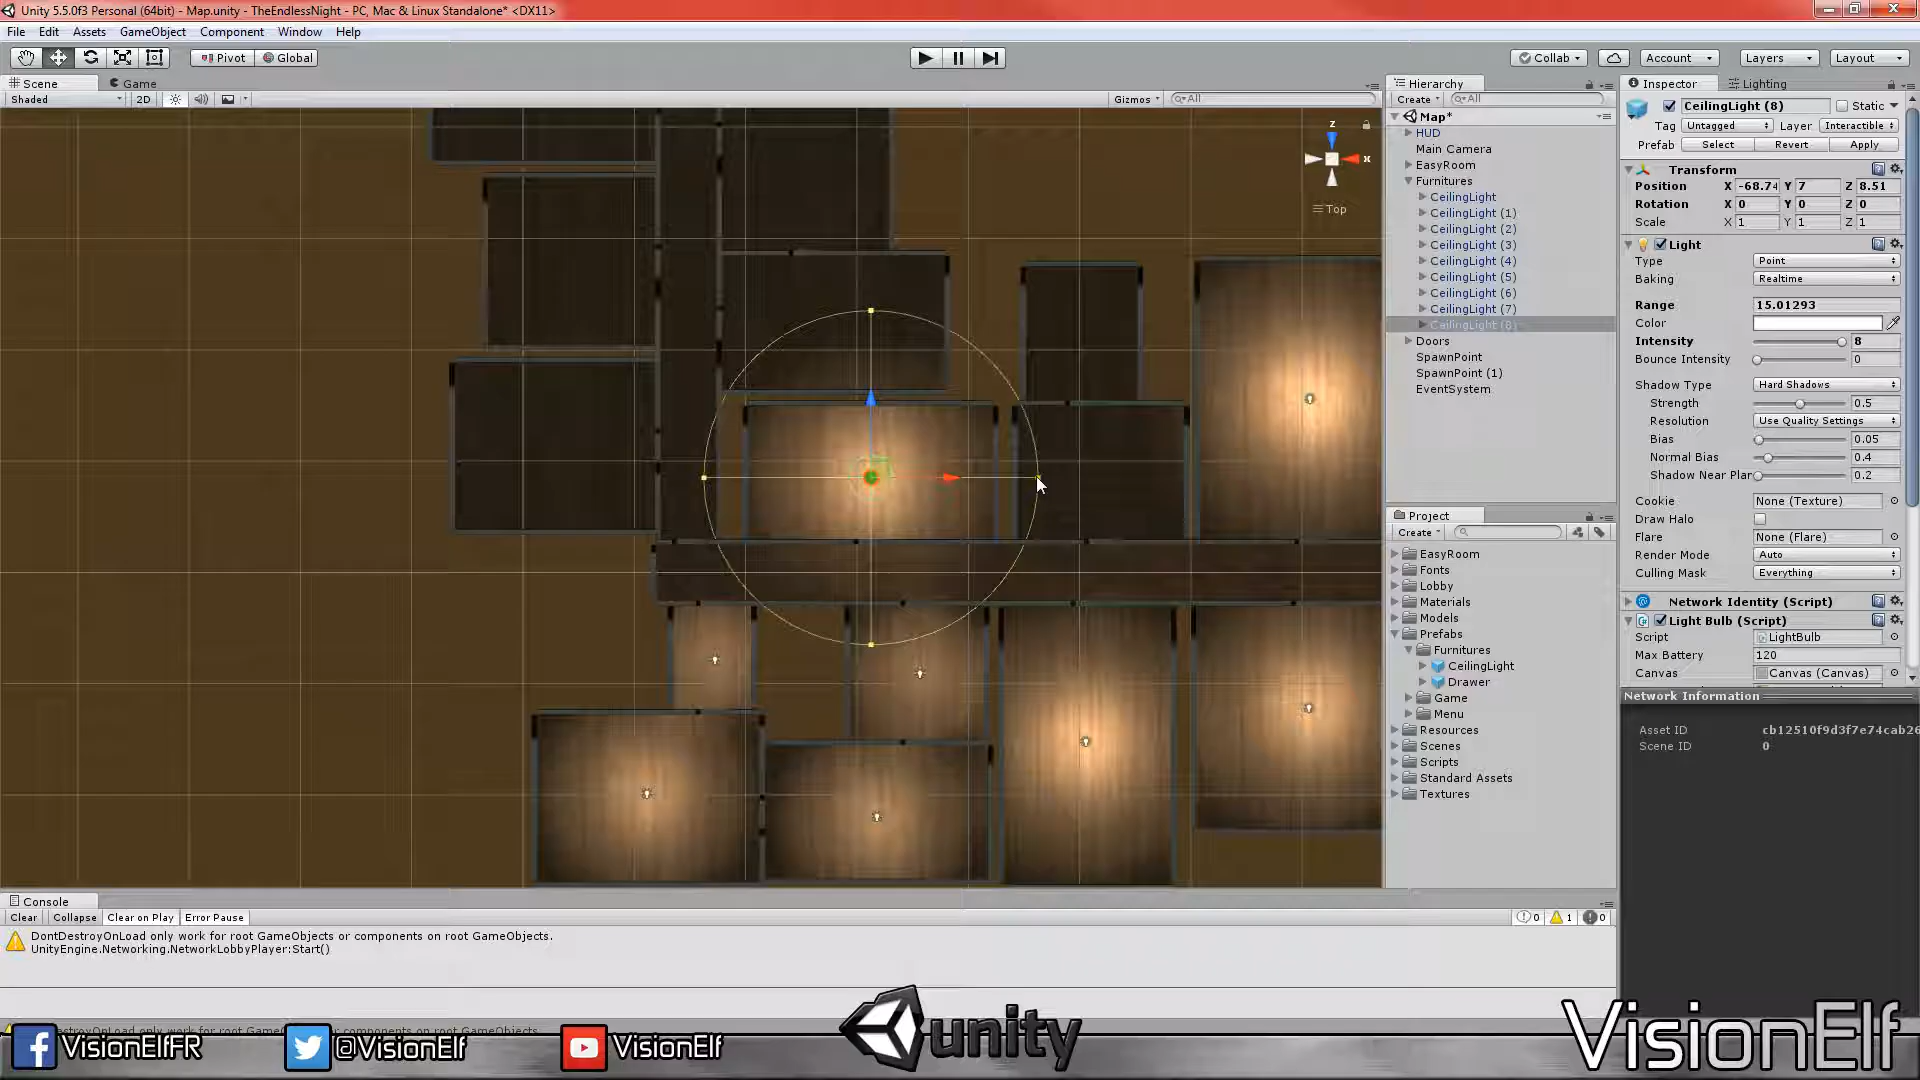 Unity 5.5.0f3 Personal (64bit) - Map.unity - TheEndlessNight - PC, Mac & Linux Standalone* <DX11>
File Edit Assets GameObject Component Window Help
Pivot Global Collab Account Layers Layout
Scene Game
Shaded 2D Gizmos All
z
x
Top
Hierarchy
Create All
Map*
HUD
Main Camera
EasyRoom
Furnitures
CeilingLight
CeilingLight (1)
CeilingLight (2)
CeilingLight (3)
CeilingLight (4)
CeilingLight (5)
CeilingLight (6)
CeilingLight (7)
CeilingLight (8)
Doors
SpawnPoint
SpawnPoint (1)
EventSystem
Project
Create
EasyRoom
Fonts
Lobby
Materials
Models
Prefabs
Furnitures
CeilingLight
Drawer
Game
Menu
Resources
Scenes
Scripts
Standard Assets
Textures
Inspector Lighting
CeilingLight (8) Static
Tag Untagged Layer Interactible
Prefab Select Revert Apply
Transform
Position X -68.74 Y 7 Z 8.51
Rotation X 0 Y 0 Z 0
Scale X 1 Y 1 Z 1
Light
Type Point
Baking Realtime
Range 15.01293
Color
Intensity 8
Bounce Intensity 0
Shadow Type Hard Shadows
Strength 0.5
Resolution Use Quality Settings
Bias 0.05
Normal Bias 0.4
Shadow Near Plar 0.2
Cookie None (Texture)
Draw Halo
Flare None (Flare)
Render Mode Auto
Culling Mask Everything
Network Identity (Script)
Light Bulb (Script)
Script LightBulb
Max Battery 120
Canvas Canvas (Canvas)
Network Information
Asset ID cb12510f9d3f7e74cab26
Scene ID 0
Console
Clear Collapse Clear on Play Error Pause 0 1 0
DontDestroyOnLoad only work for root GameObjects or components on root GameObjects.
UnityEngine.Networking.NetworkLobbyPlayer:Start()
VisionElfFR @VisionElf VisionElf unity VisionElf